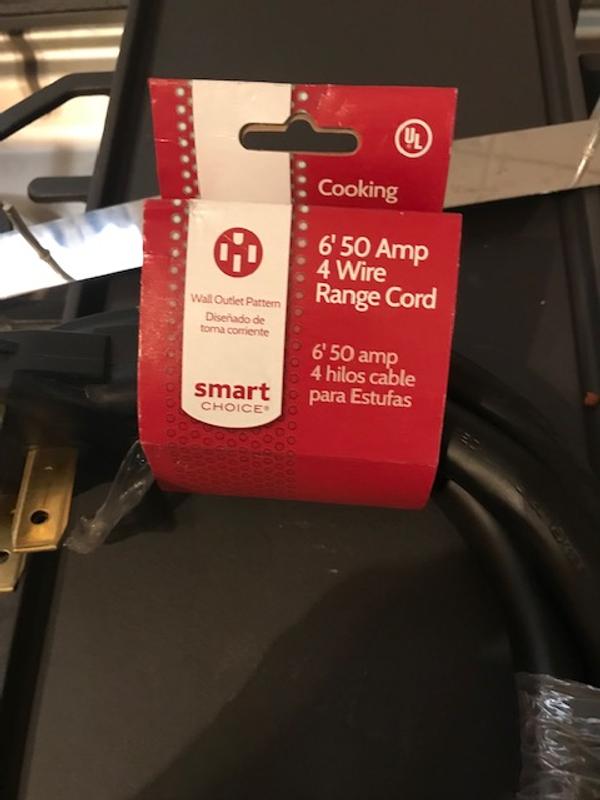 UL
Cooking
6' 50 Amp
4 Wire
Range Cord
Wall Outlet Pattern
Diseñado de
toma corriente
6' 50 amp
4 hilos cable
para Estufas
smart
CHOICE®